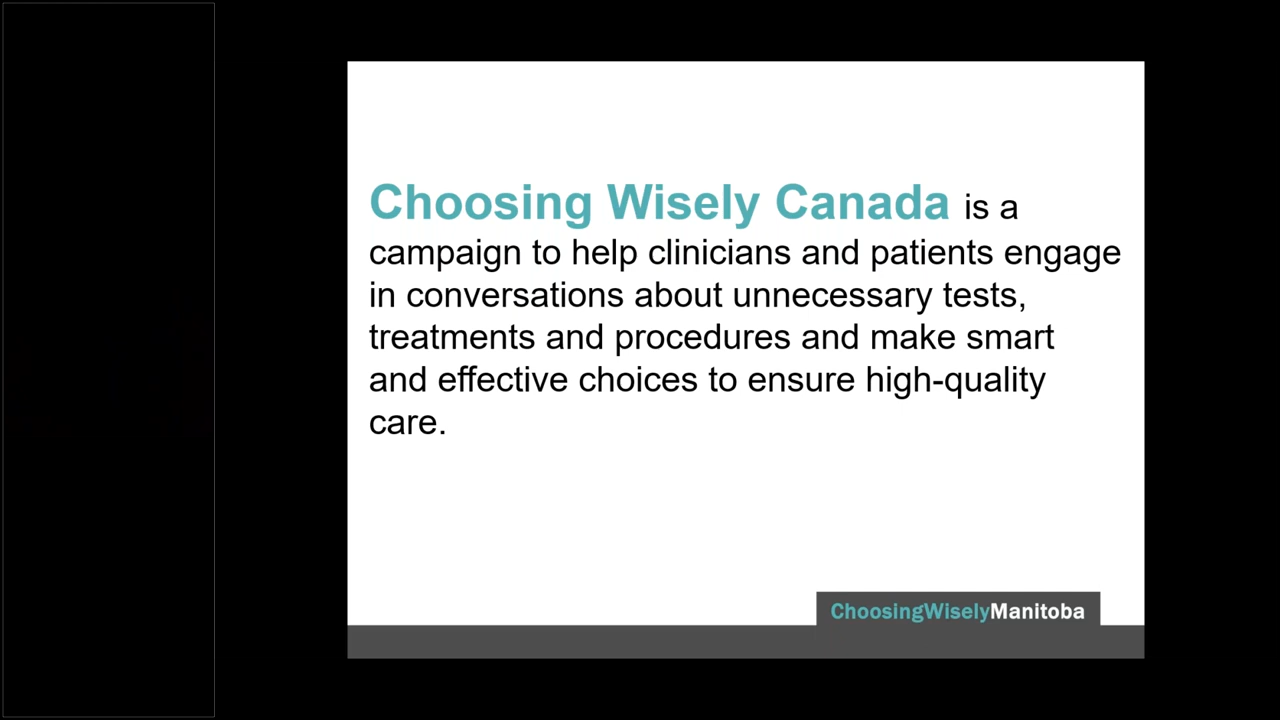 Choosing Wisely Canada is a
campaign to help clinicians and patients engage
in conversations about unnecessary tests,
treatments and procedures and make smart
and effective choices to ensure high-quality
care.
ChoosingWiselyManitoba